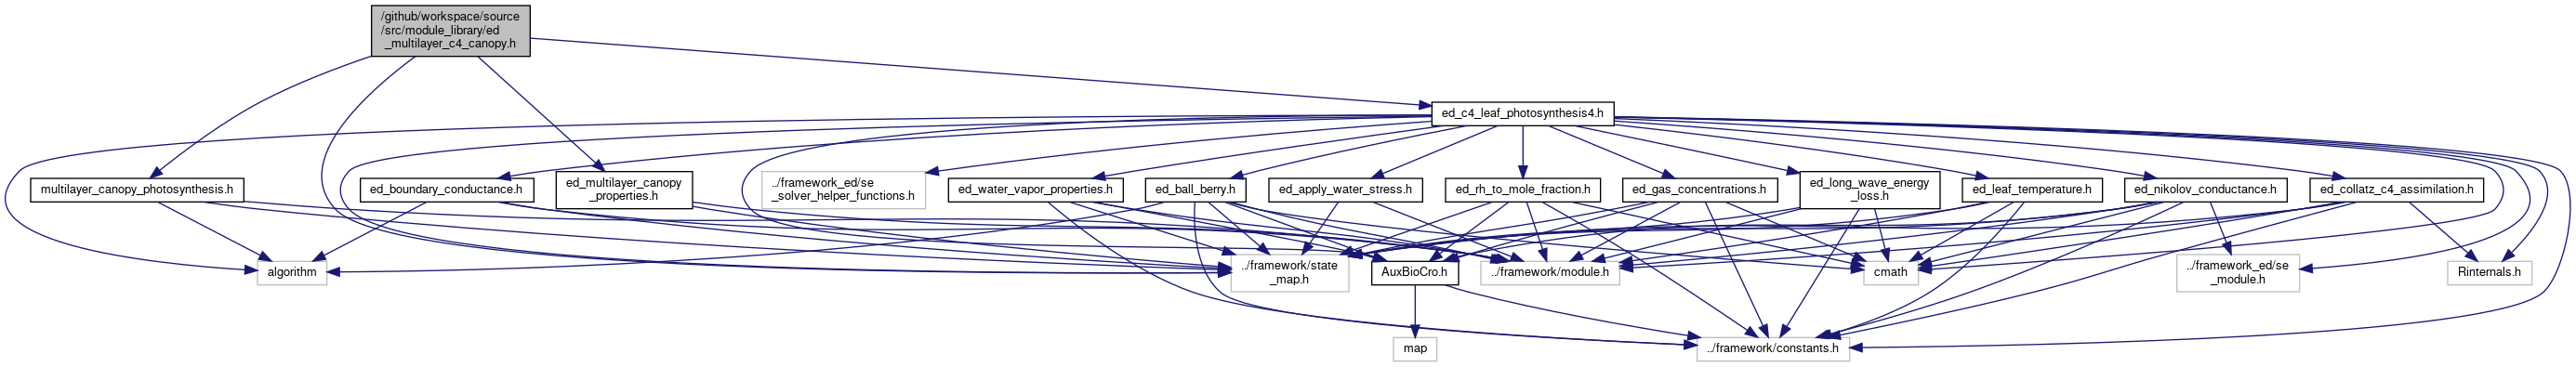 /github/workspace/source
/src/module_library/ed
_multilayer_c4_canopy.h
ed_c4_leaf_photosynthesis4.h
multilayer_canopy_photosynthesis.h
ed_boundary_conductance.h
ed_multilayer_canopy
_properties.h
../framework_ed/se
_solver_helper_functions.h
ed_water_vapor_properties.h
ed_ball_berry.h
ed_apply_water_stress.h
ed_rh_to_mole_fraction.h
ed_gas_concentrations.h
ed_long_wave_energy
_loss.h
ed_leaf_temperature.h
ed_nikolov_conductance.h
ed_collatz_c4_assimilation.h
algorithm
../framework/state
_map.h
AuxBioCro.h
../framework/module.h
cmath
../framework_ed/se
_module.h
Rinternals.h
map
../framework/constants.h